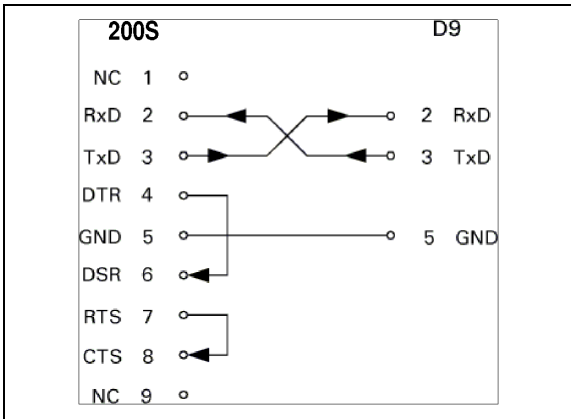 200S D9
NC 1
RxD 2 2 RxD
TxD 3 3 TxD
DTR 4
GND 5 5 GND
DSR 6
RTS 7
CTS 8
NC 9